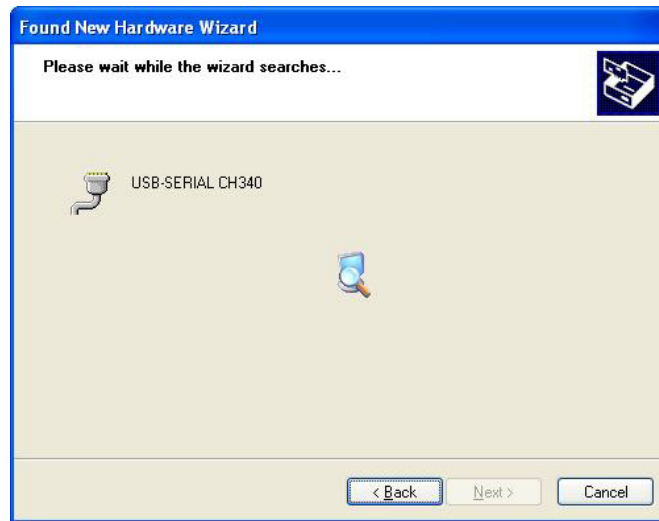 Found New Hardware Wizard
Please wait while the wizard searches...
USB-SERIAL CH340
< Back
Next >
Cancel